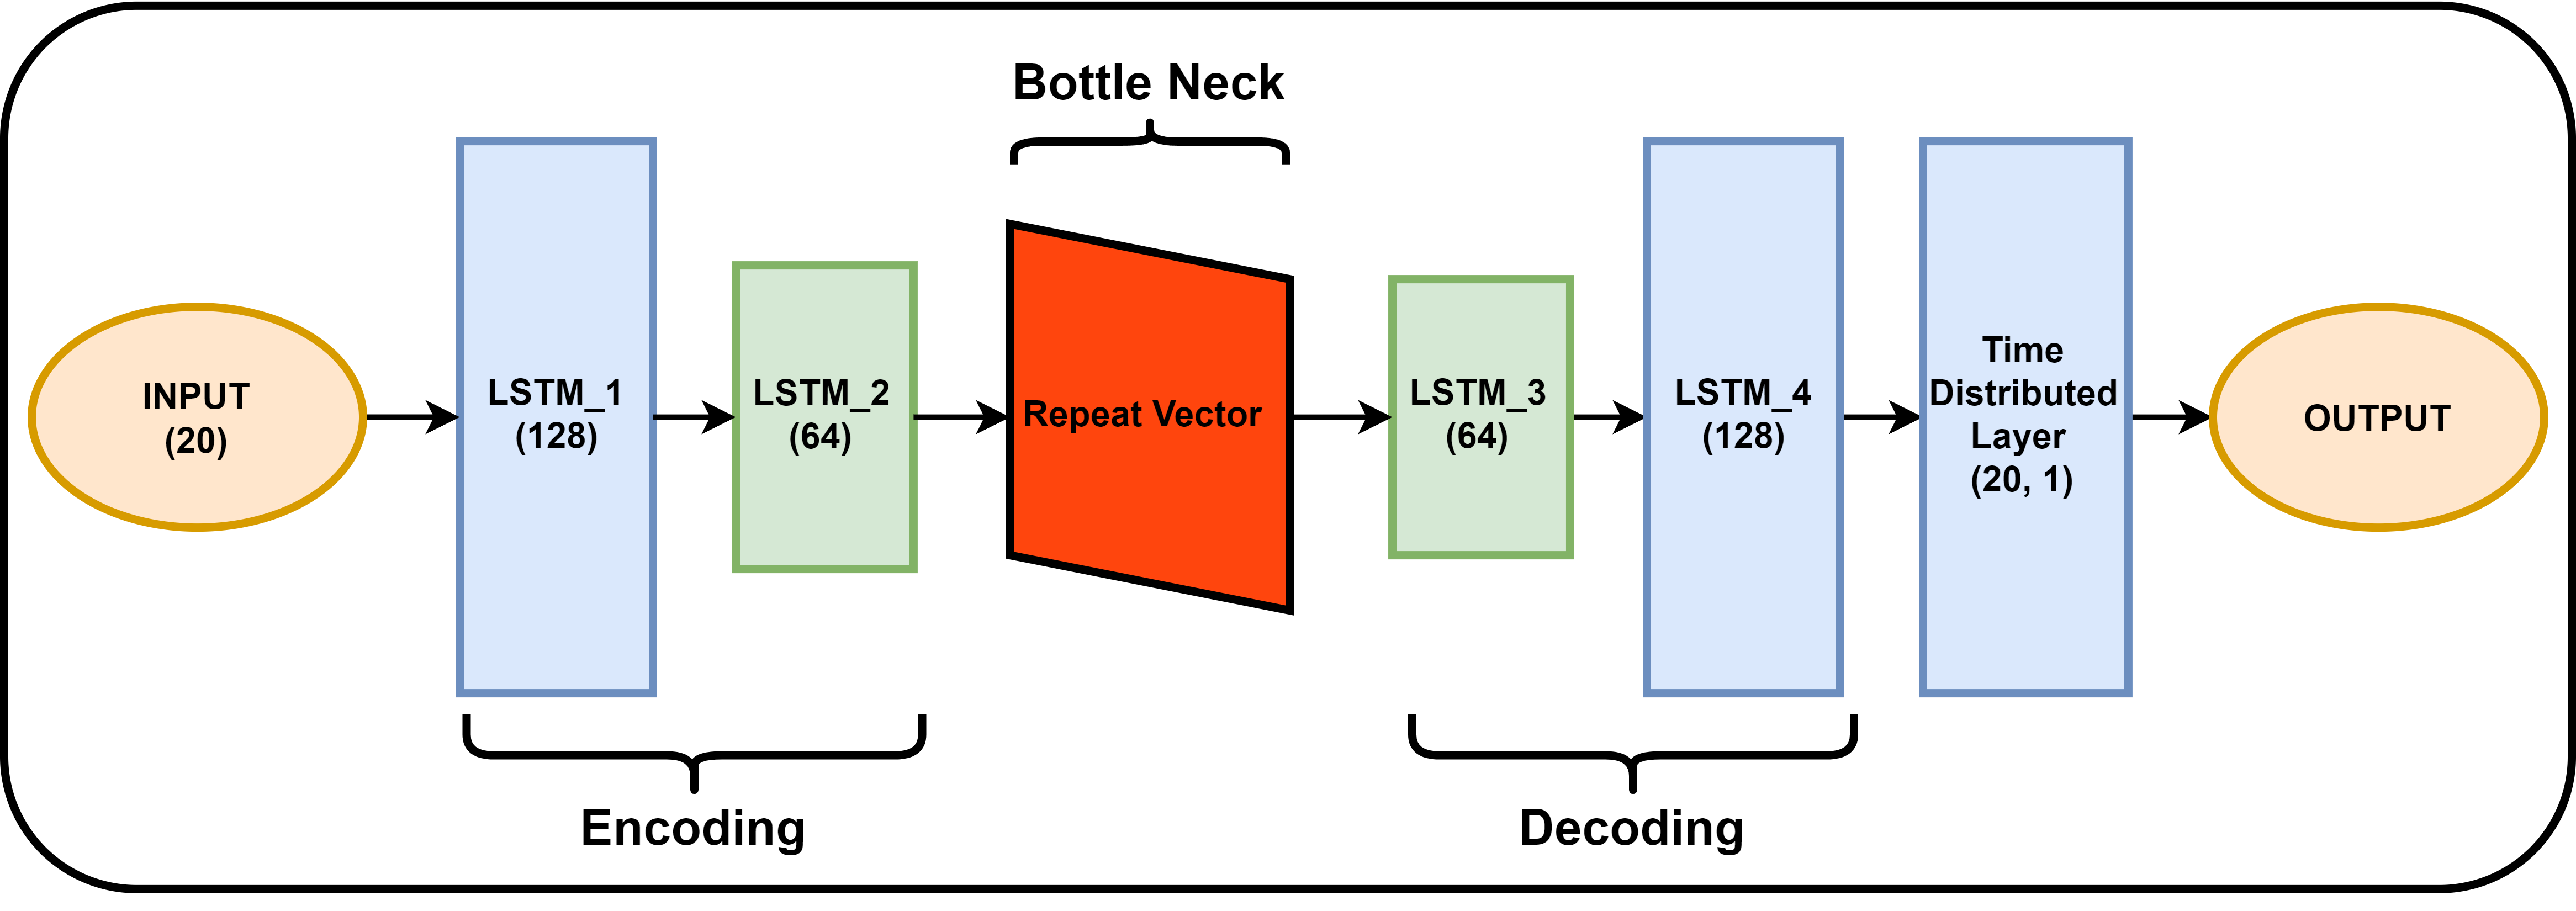 Bottle Neck
INPUT
(20)
LSTM_1
(128)
LSTM_2
(64)
Repeat Vector
LSTM_3
(64)
LSTM_4
(128)
Time
Distributed
Layer
(20, 1)
OUTPUT
Encoding
Decoding